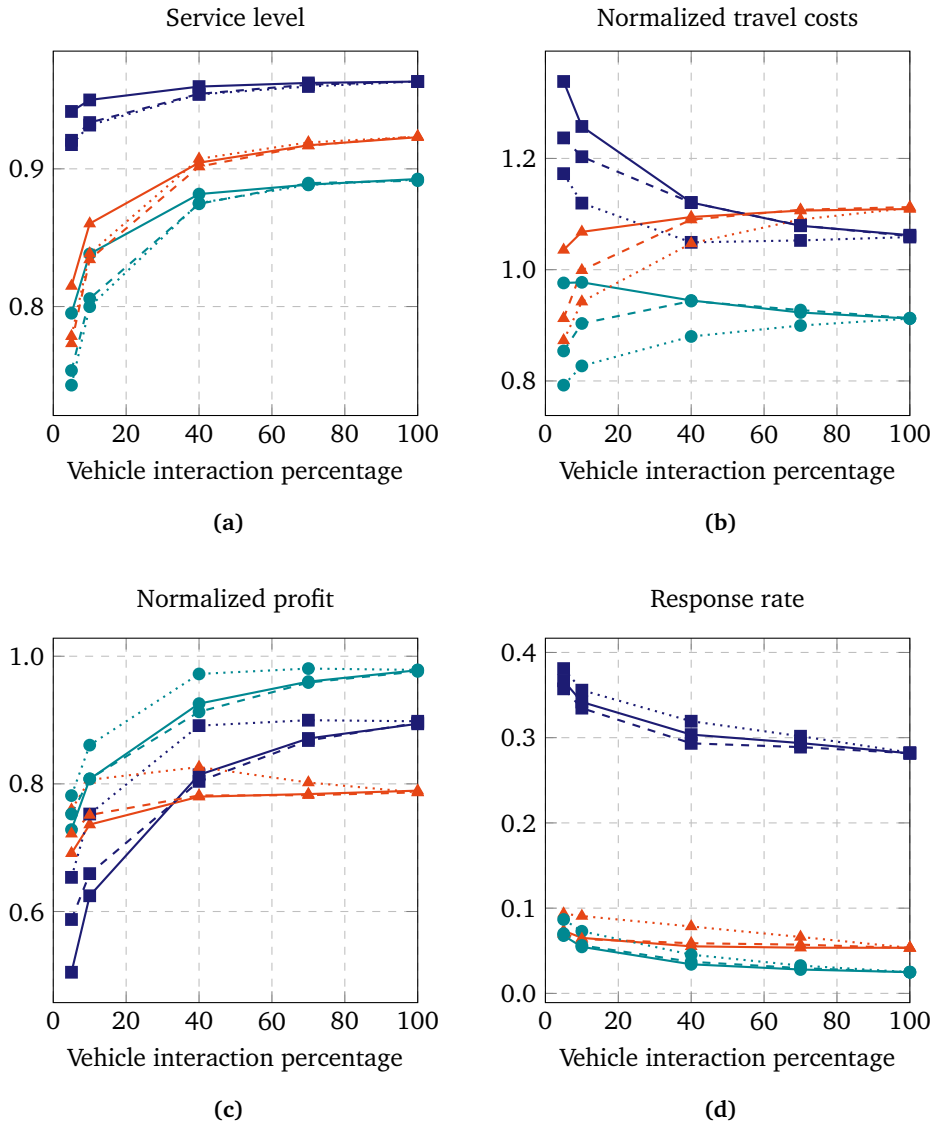 Service level
0.9
0.8
0 20 40 60 80 100
Vehicle interaction percentage
(a)
Normalized travel costs
1.2
1.0
0.8
0 20 40 60 80 100
Vehicle interaction percentage
(b)
Normalized profit
1.0
0.8
0.6
0 20 40 60 80 100
Vehicle interaction percentage
(c)
Response rate
0.4
0.3
0.2
0.1
0.0
0 20 40 60 80 100
Vehicle interaction percentage
(d)